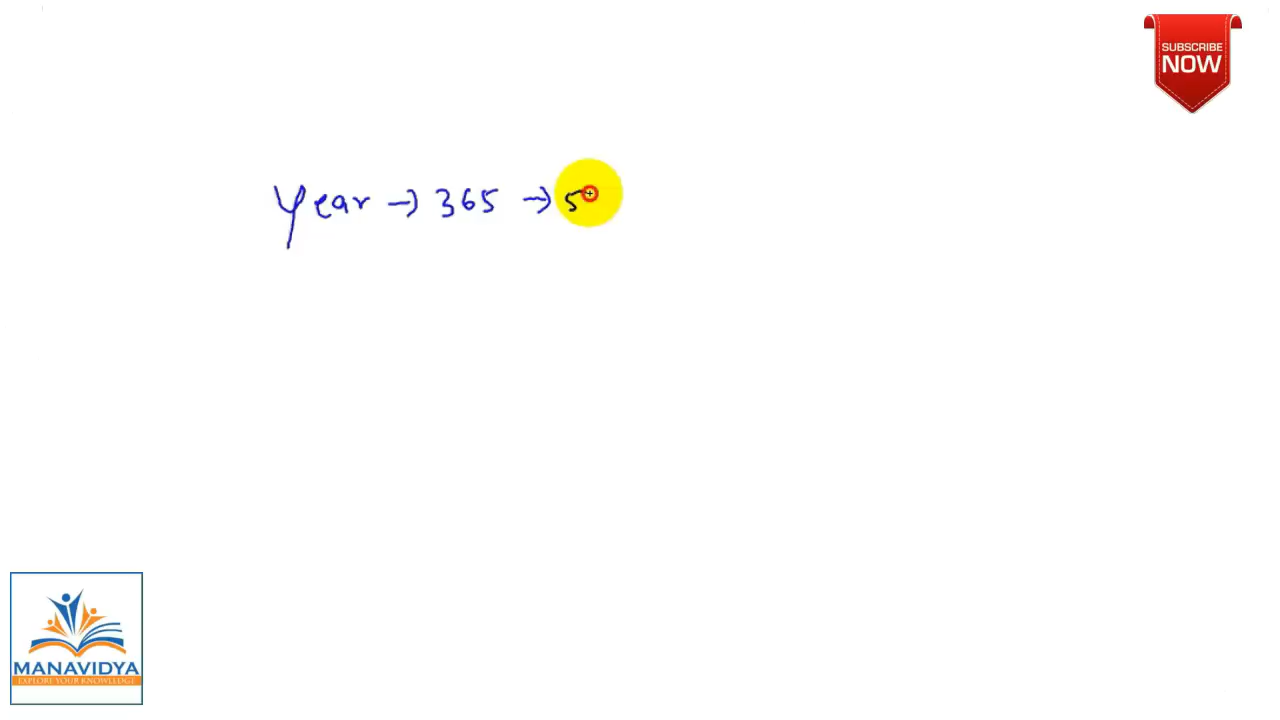 SUBSCRIBE
NOW
Year → 365 → 5
MANAVIDYA
EXPLORE YOUR KNOWLEDGE